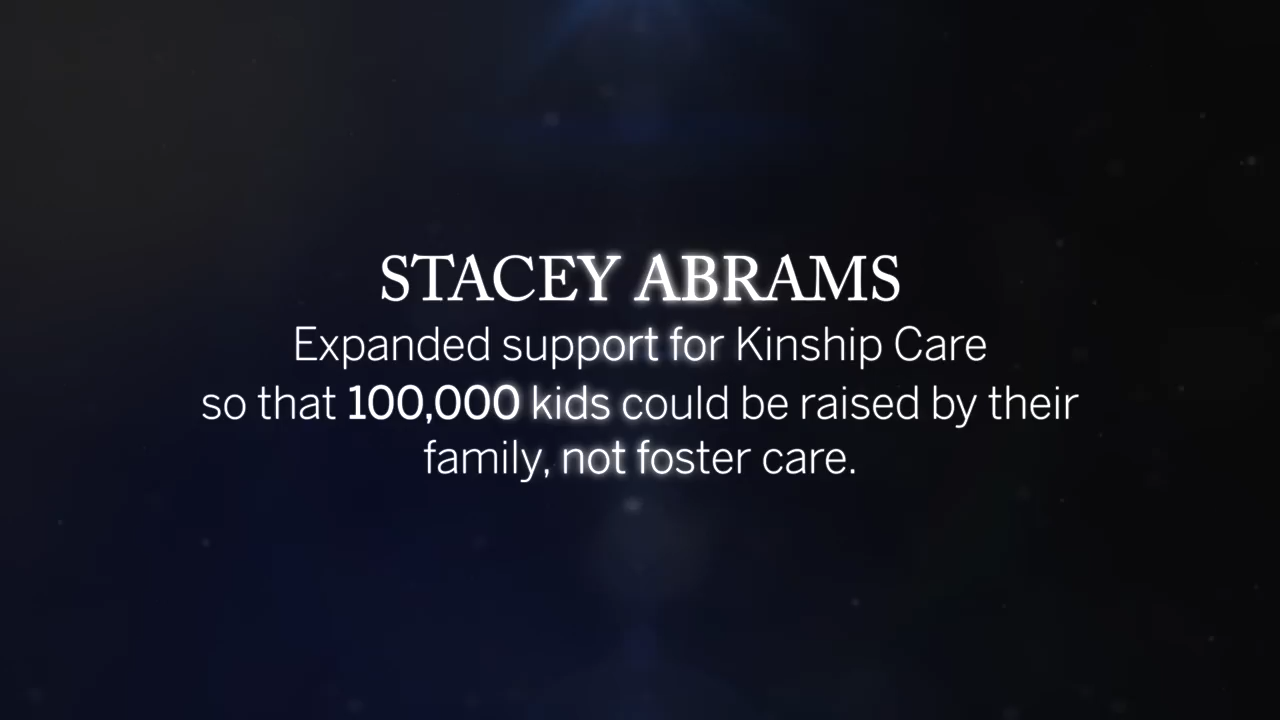 STACEY ABRAMS
Expanded support for Kinship Care
so that 100,000 kids could be raised by their
family, not foster care.